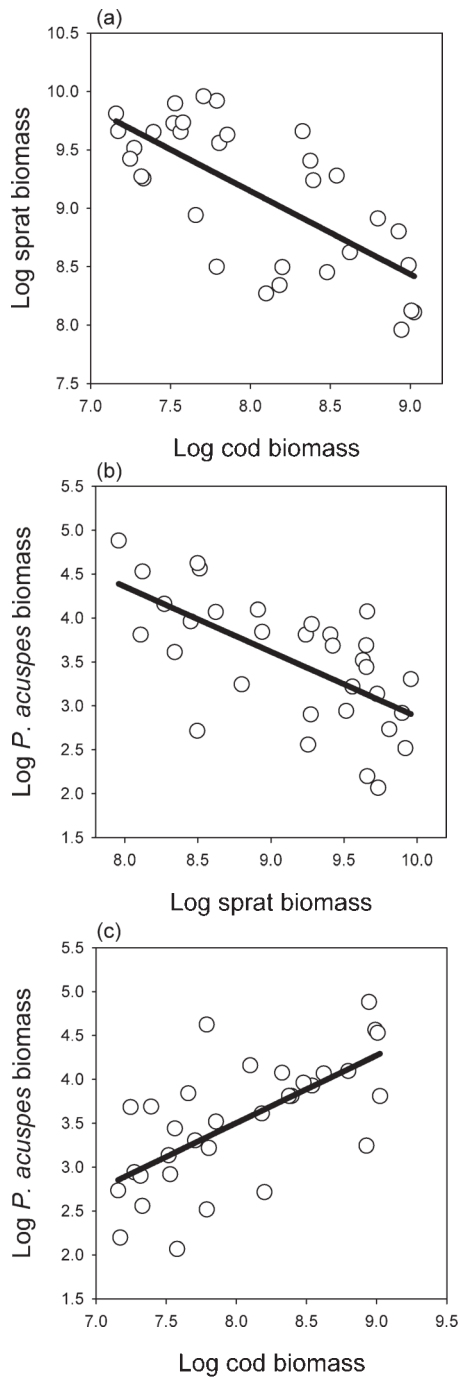 (a)
10.5
10.0
9.5
9.0
8.5
8.0
7.5
7.0 7.5 8.0 8.5 9.0
Log sprat biomass
Log cod biomass
(b)
5.5
5.0
4.5
4.0
3.5
3.0
2.5
2.0
1.5
8.0 8.5 9.0 9.5 10.0
Log P. acuspes biomass
Log sprat biomass
(c)
5.5
5.0
4.5
4.0
3.5
3.0
2.5
2.0
1.5
7.0 7.5 8.0 8.5 9.0 9.5
Log P. acuspes biomass
Log cod biomass